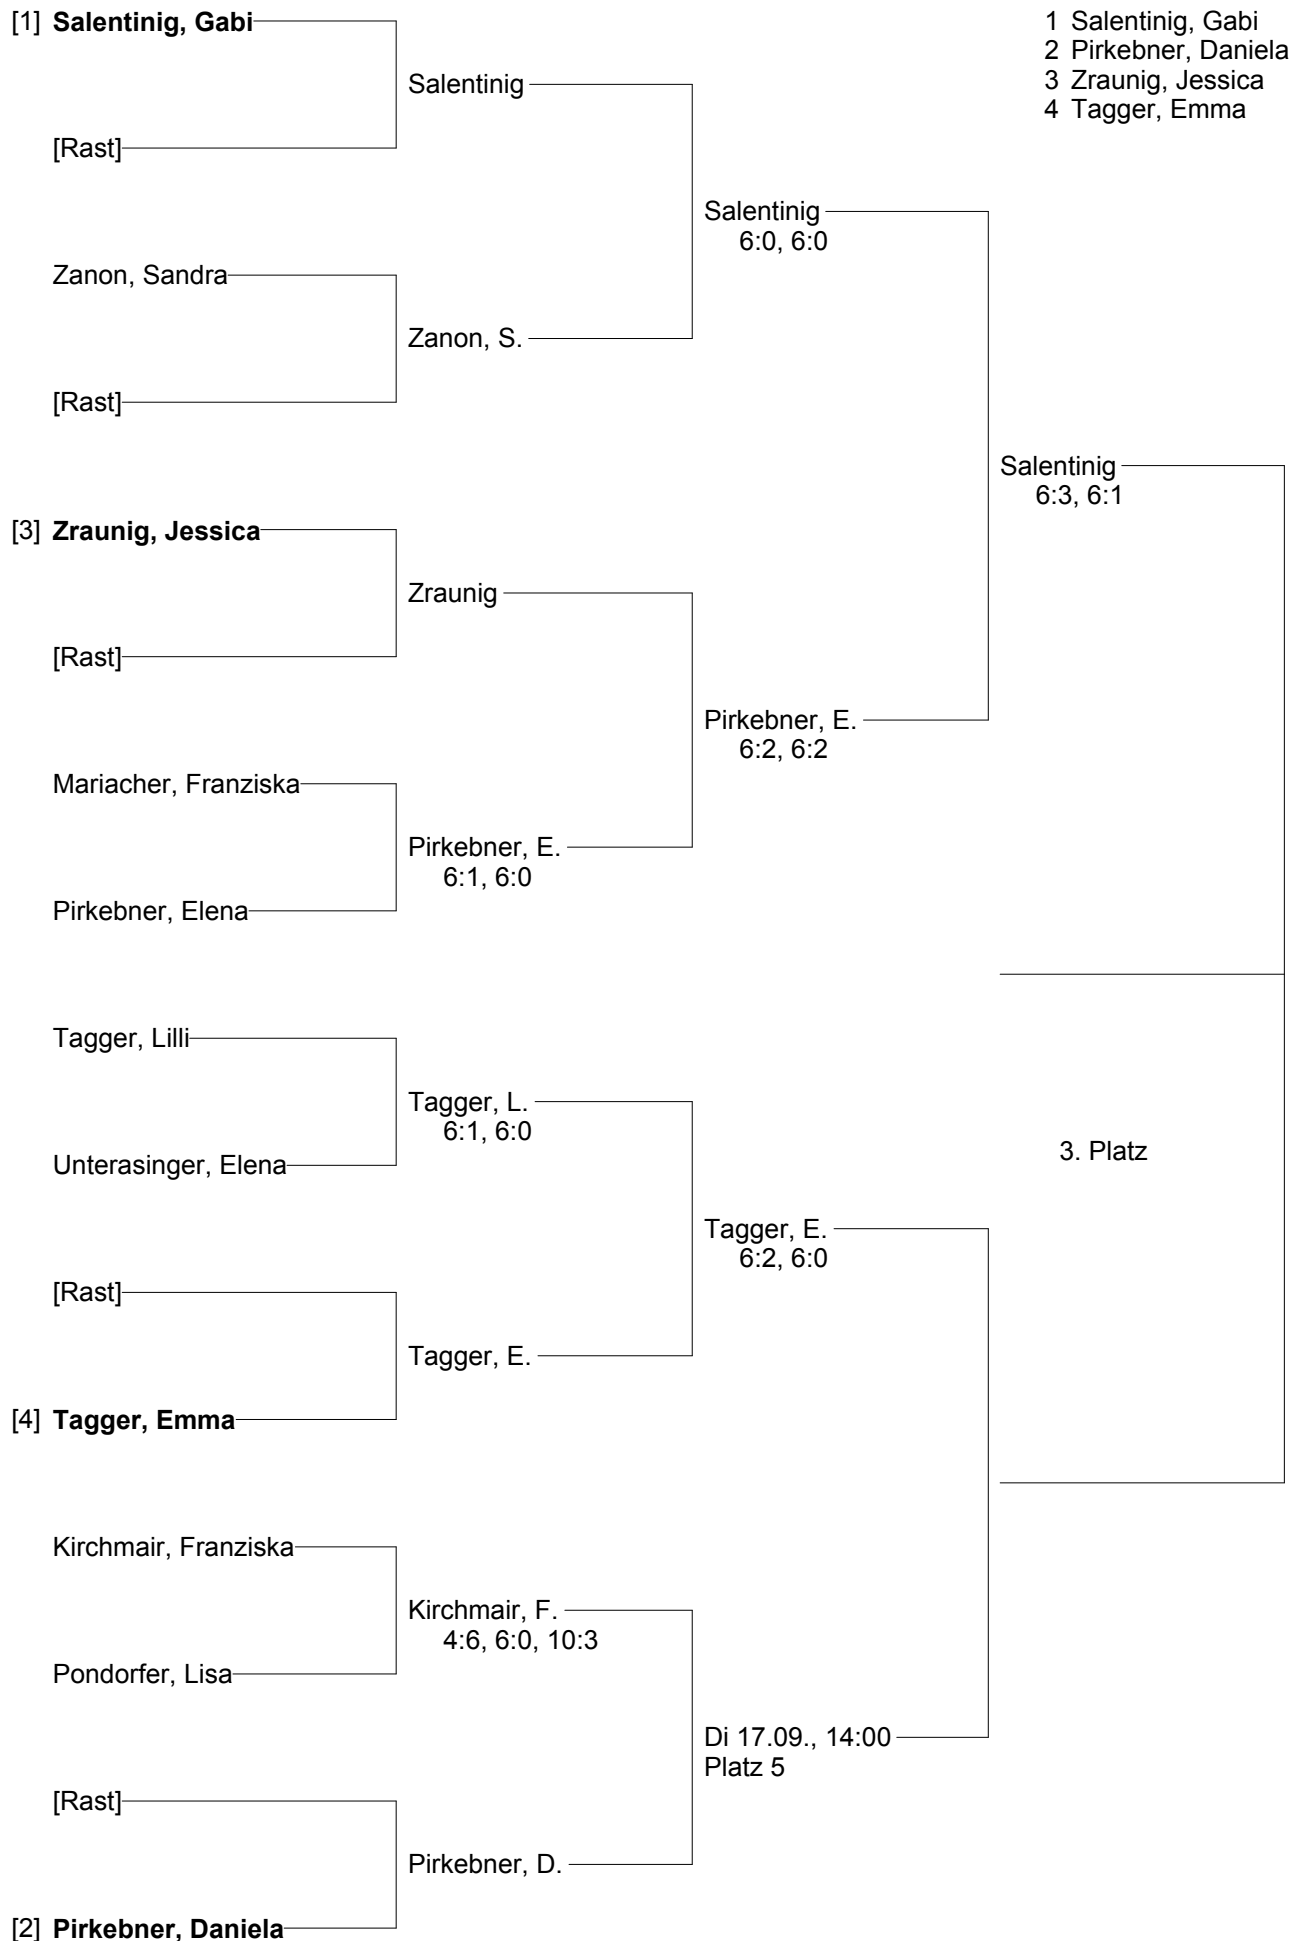 [1] Salentinig, Gabi
1 Salentinig, Gabi
2 Pirkebner, Daniela
3 Zraunig, Jessica
4 Tagger, Emma
Salentinig
[Rast]
Salentinig
6:0, 6:0
Zanon, Sandra
Zanon, S.
[Rast]
Salentinig
6:3, 6:1
[3] Zraunig, Jessica
Zraunig
[Rast]
Pirkebner, E.
6:2, 6:2
Mariacher, Franziska
Pirkebner, E.
6:1, 6:0
Pirkebner, Elena
Tagger, Lilli
Tagger, L.
6:1, 6:0
Unterasinger, Elena
3. Platz
Tagger, E.
6:2, 6:0
[Rast]
Tagger, E.
[4] Tagger, Emma
Kirchmair, Franziska
Kirchmair, F.
4:6, 6:0, 10:3
Pondorfer, Lisa
Di 17.09., 14:00
Platz 5
[Rast]
Pirkebner, D.
[2] Pirkebner, Daniela